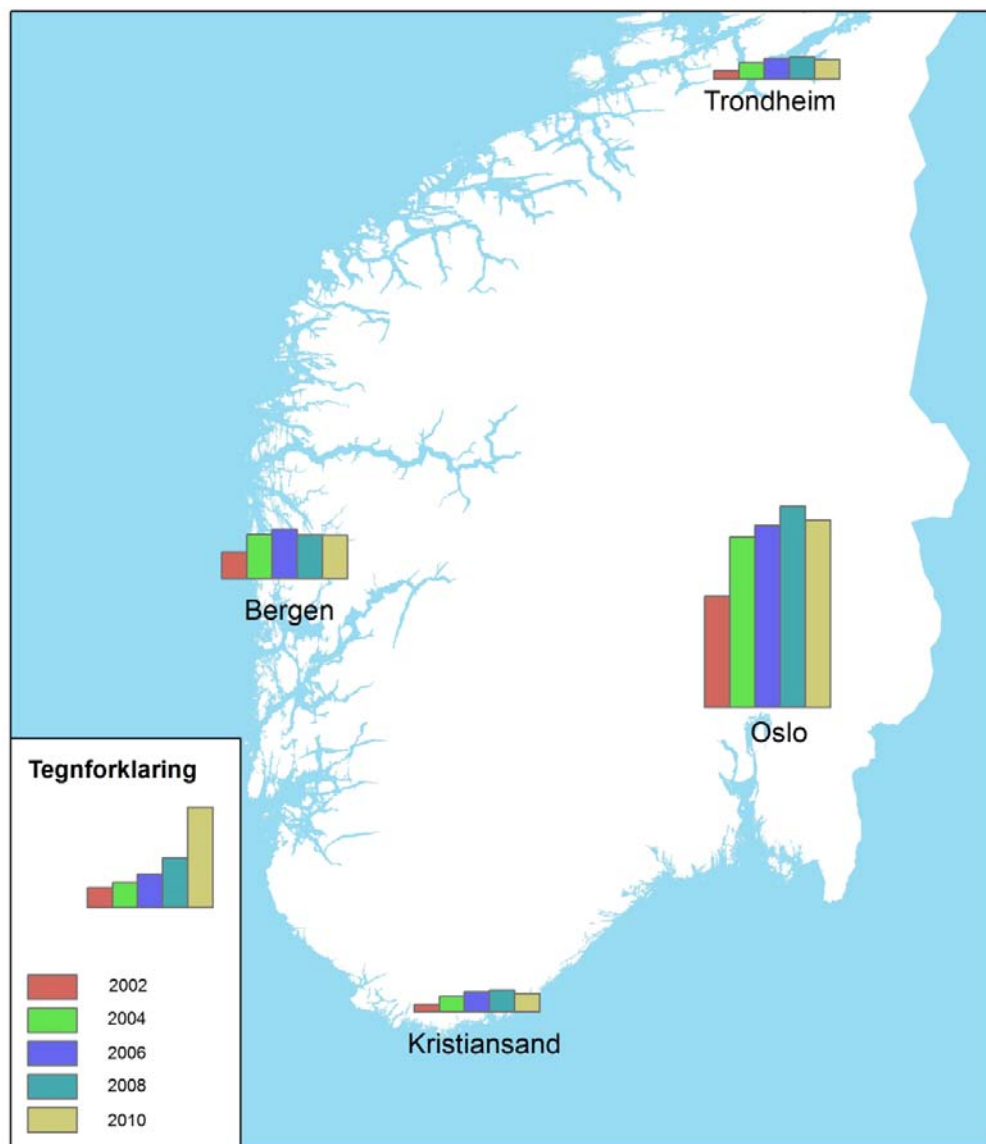 Trondheim
Bergen
Oslo
Kristiansand
Tegnforklaring
2002
2004
2006
2008
2010